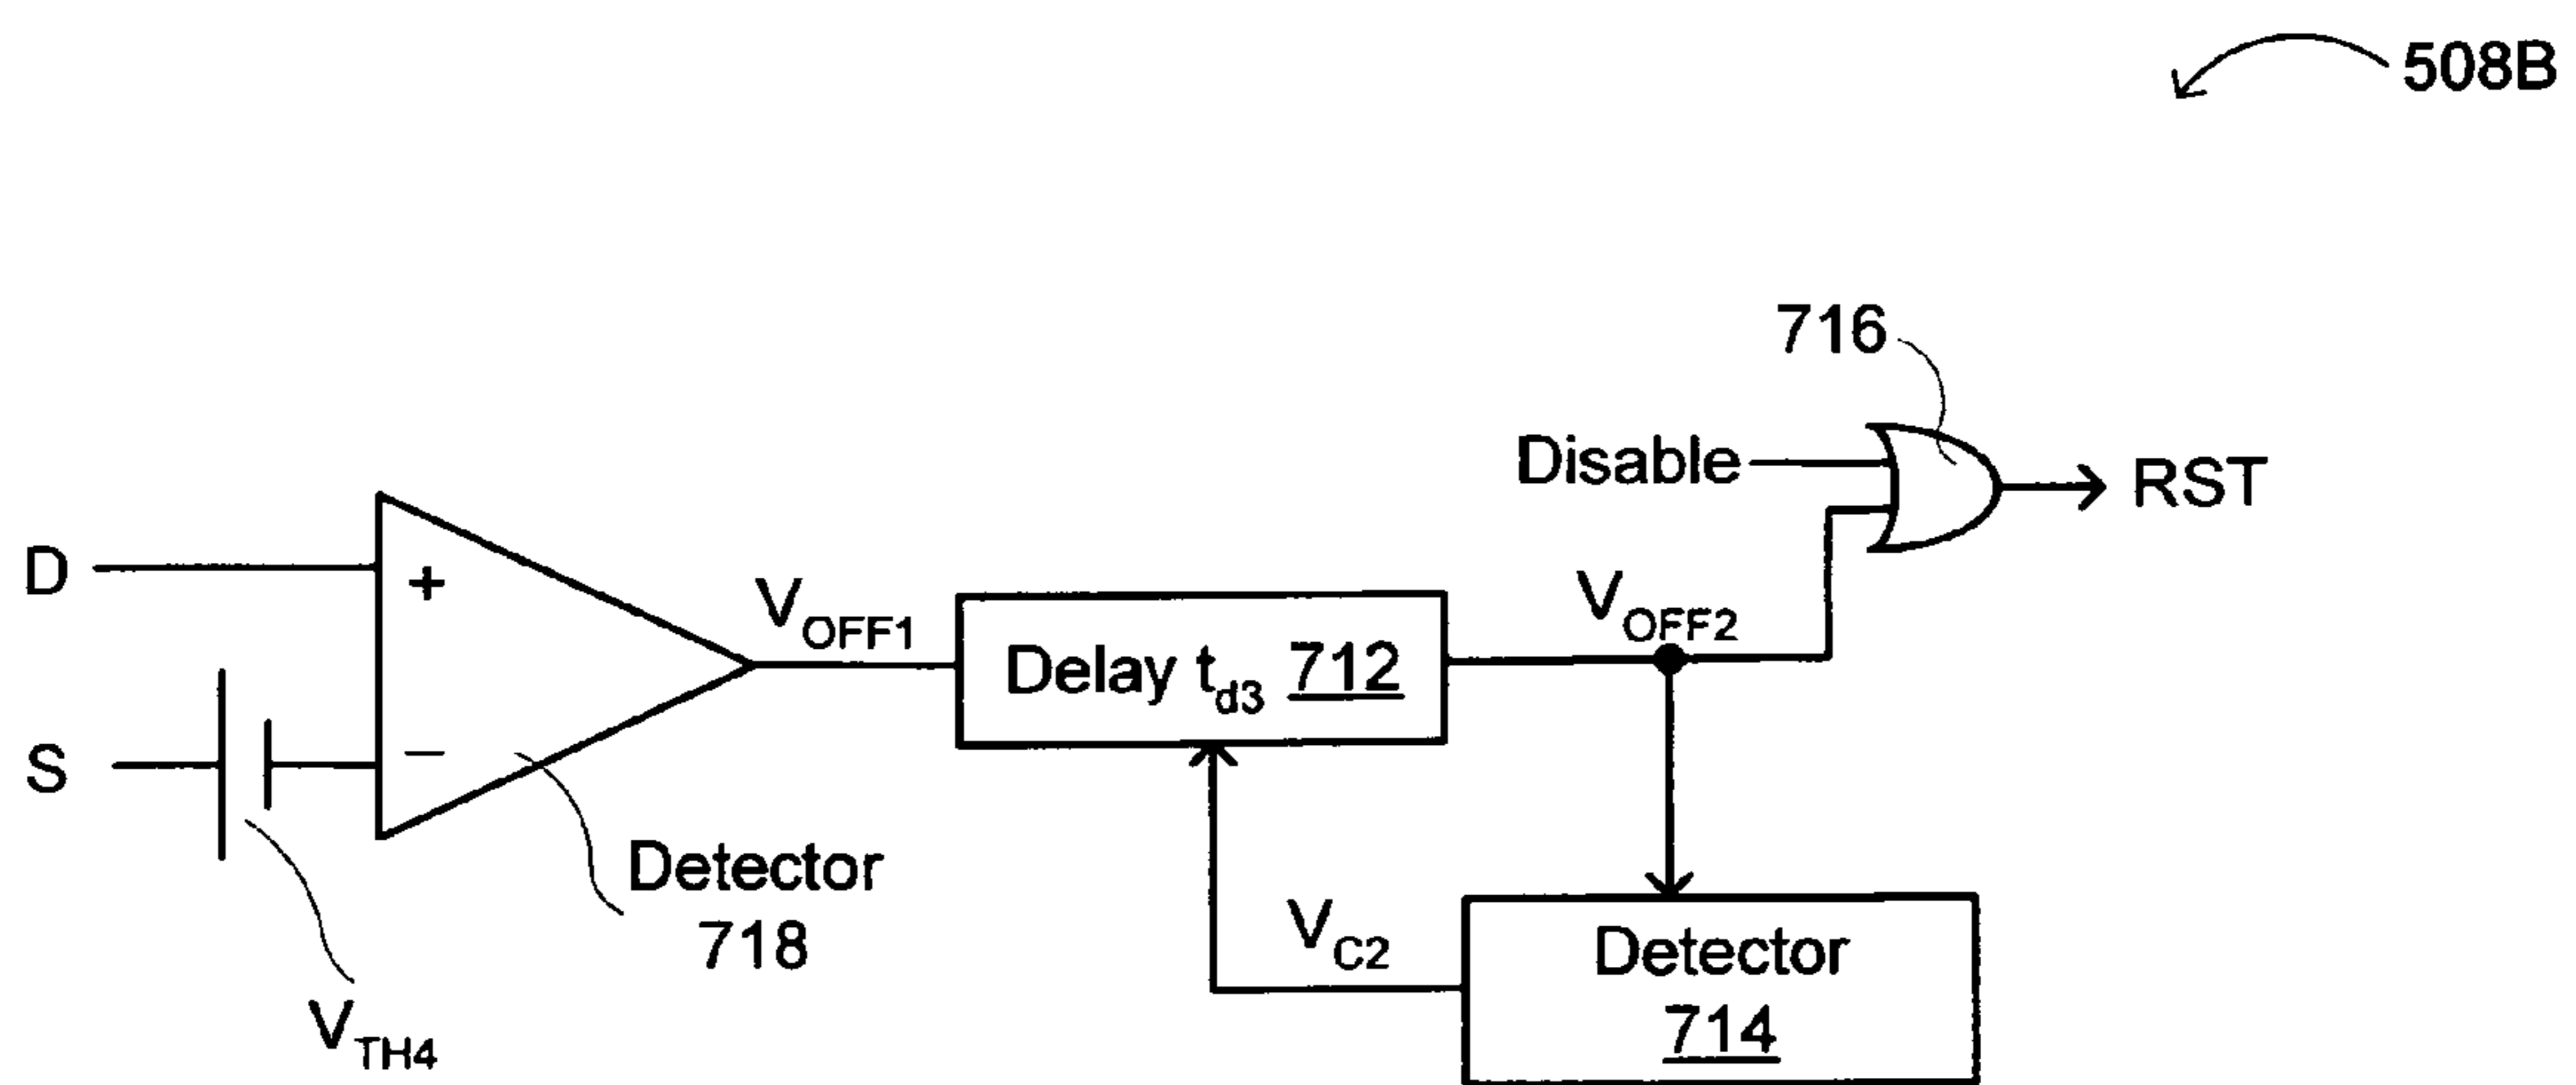 508B
716
Disable
RST
D
+
V_OFF1
Delay t_d3 712
V_OFF2
S
−
Detector
718
V_TH4
V_C2
Detector
714